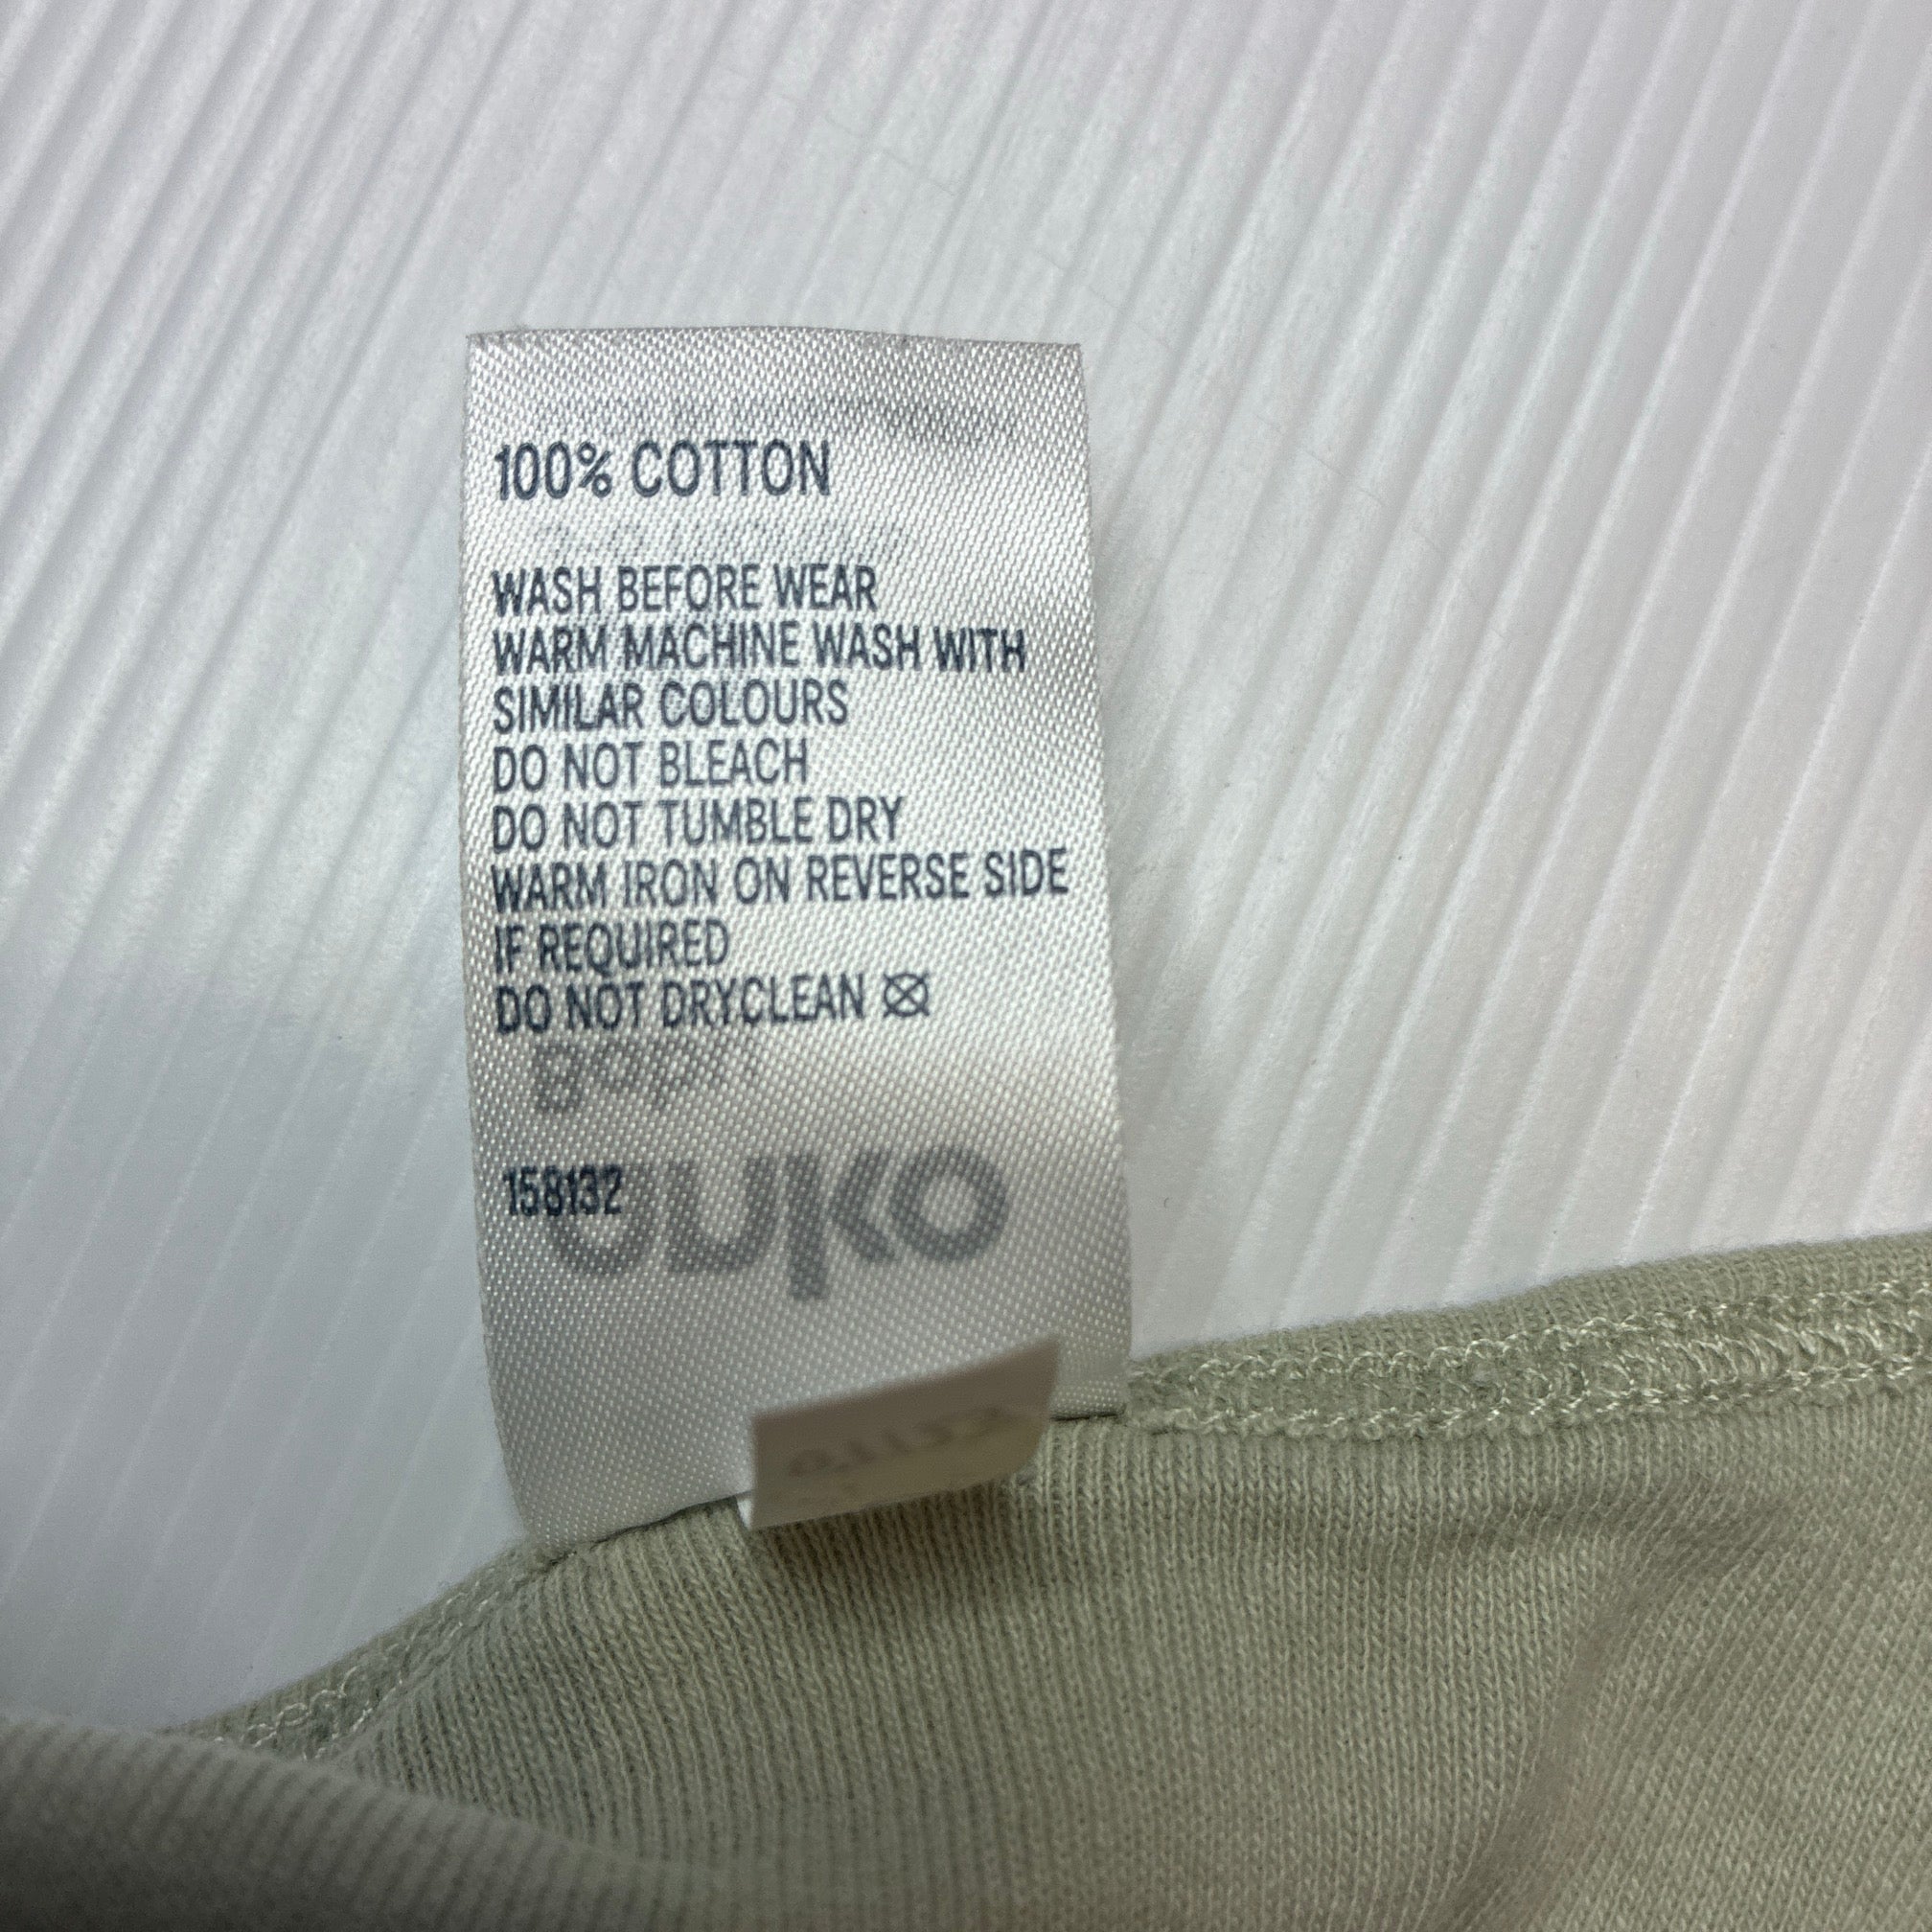 100% COTTON
WASH BEFORE WEAR
WARM MACHINE WASH WITH
SIMILAR COLOURS
DO NOT BLEACH
DO NOT TUMBLE DRY
WARM IRON ON REVERSE SIDE
IF REQUIRED
DO NOT DRYCLEAN
158132